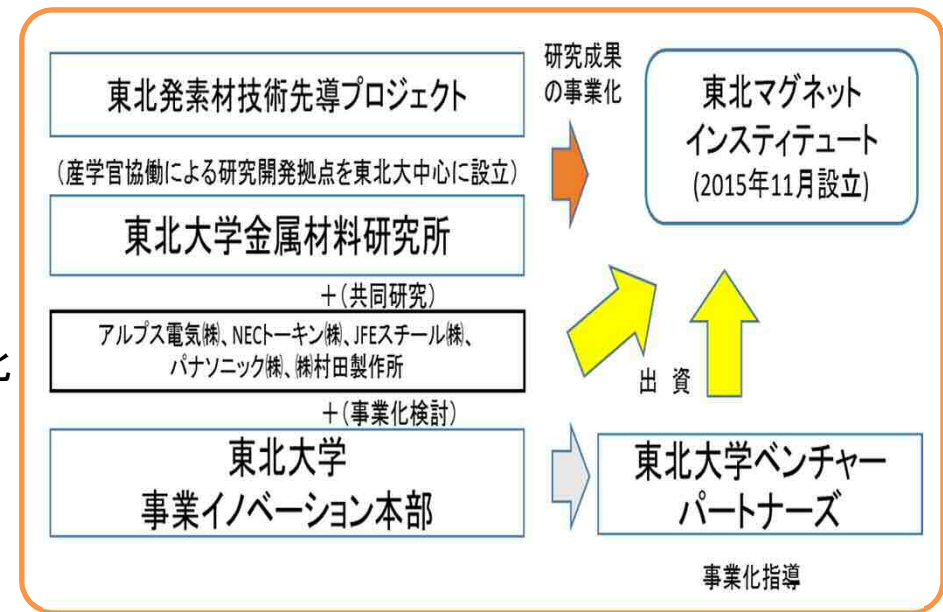 東北発素材技術先導プロジェクト
(産学官協働による研究開発拠点を東北大中心に設立)
東北大学金属材料研究所
＋(共同研究)
アルプス電気㈱、NECトーキン㈱、JFEスチール㈱、
パナソニック㈱、㈱村田製作所
＋(事業化検討)
東北大学
事業イノベーション本部
研究成果
の事業化
東北マグネット
インスティテュート
(2015年11月設立)
出 資
東北大学ベンチャー
パートナーズ
事業化指導